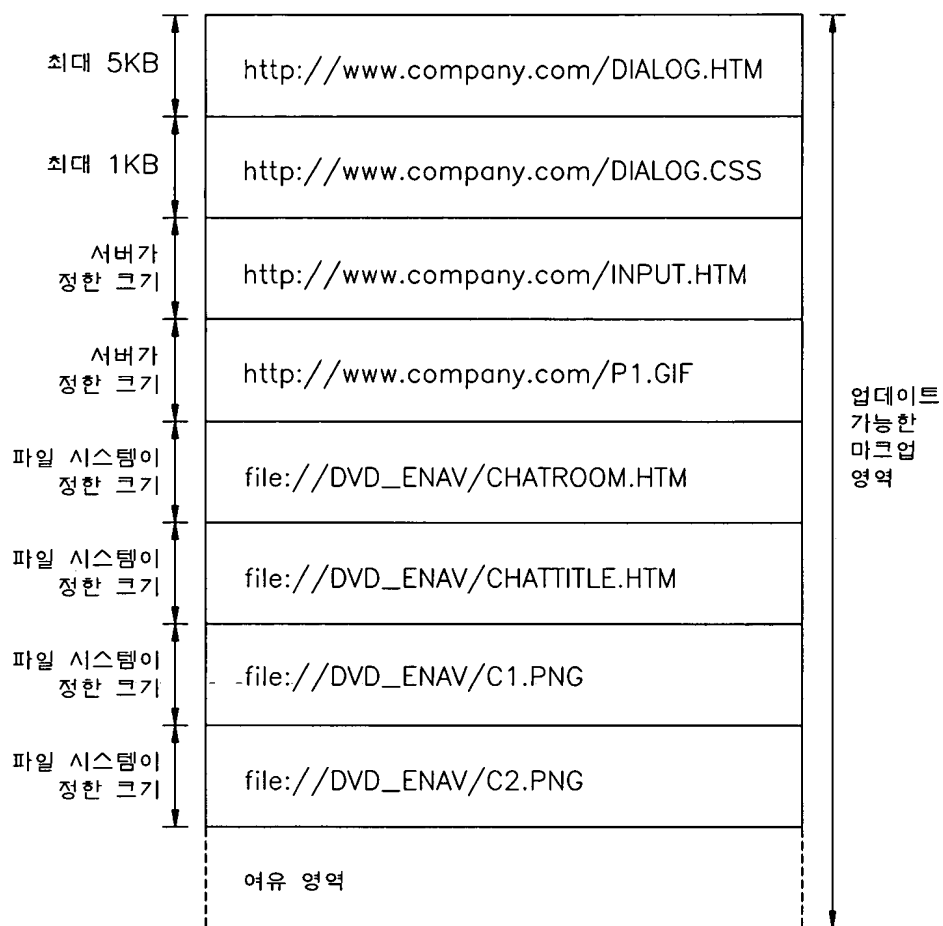 최대 5KB
http://www.company.com/DIALOG.HTM
최대 1KB
http://www.company.com/DIALOG.CSS
서버가
정한 크기
http://www.company.com/INPUT.HTM
서버가
정한 크기
http://www.company.com/P1.GIF
파일 시스템이
정한 크기
file://DVD_ENAV/CHATROOM.HTM
파일 시스템이
정한 크기
file://DVD_ENAV/CHATTITLE.HTM
파일 시스템이
정한 크기
file://DVD_ENAV/C1.PNG
파일 시스템이
정한 크기
file://DVD_ENAV/C2.PNG
여유 영역
업데이트
가능한
마크업
영역